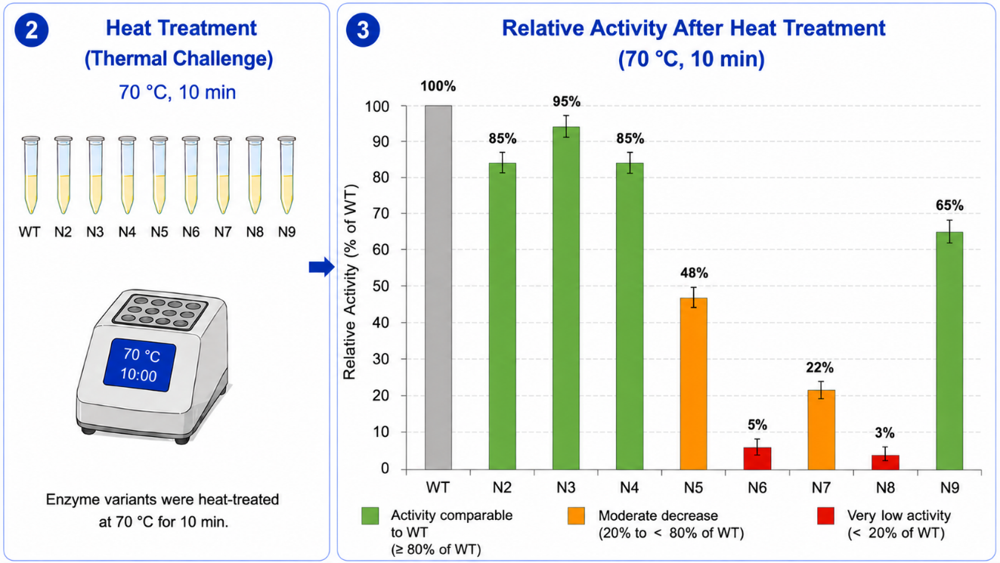 2
Heat Treatment
(Thermal Challenge)
70 °C, 10 min
WT N2 N3 N4 N5 N6 N7 N8 N9
70 °C
10:00
Enzyme variants were heat-treated
at 70 °C for 10 min.
3
Relative Activity After Heat Treatment
(70 °C, 10 min)
Relative Activity (% of WT)
100
90
80
70
60
50
40
30
20
10
0
100%
85%
95%
85%
48%
5%
22%
3%
65%
WT N2 N3 N4 N5 N6 N7 N8 N9
Activity comparable
to WT
(≥ 80% of WT)
Moderate decrease
(20% to < 80% of WT)
Very low activity
(< 20% of WT)